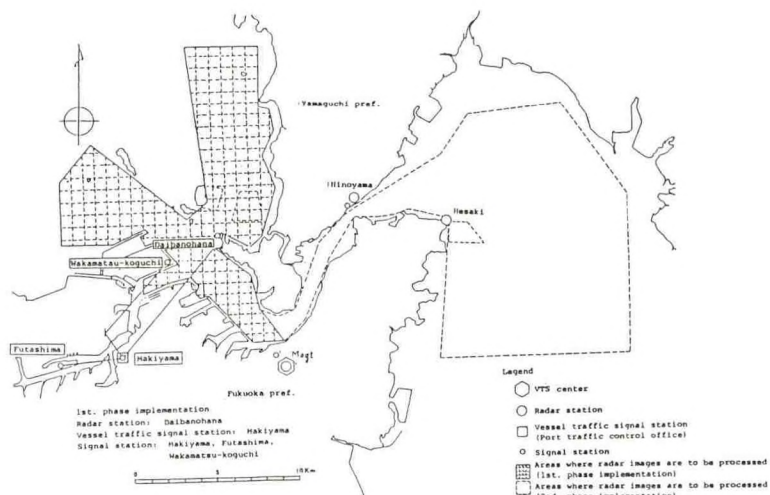 Yamaguchi pref.
Hinoyama
Hesaki
Daibanohana
Wakamatsu-koguchi
Futashima
Makiyama
Fukuoka pref.
1st. phase implementation
Radar station: Daibanohana
Vessel traffic signal station: Makiyama
Signal station: Makiyama, Futashima,
Wakamatsu-koguchi
0 5 10Km
Legend
VTS center
Radar station
Vessel traffic signal station
(Port traffic control office)
Signal station
Areas where radar images are to be processed
(1st. phase implementation)
Areas where radar images are to be processed